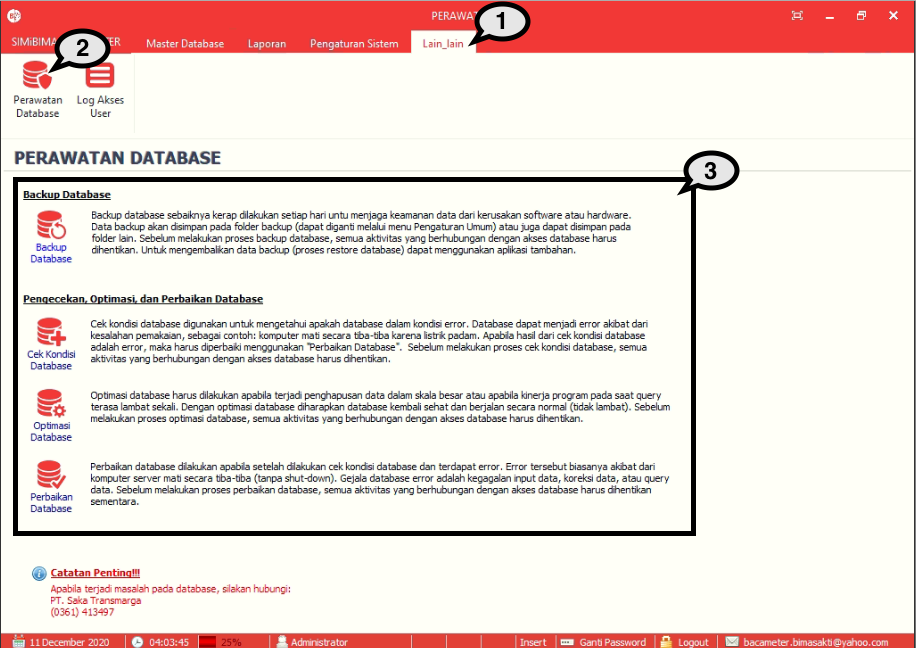 PERAWAT
1
SIMiBIMA
ER
Master Database
Laporan
Pengaturan Sistem
Lain_lain
2
Perawatan
Database
Log Akses
User
PERAWATAN DATABASE
3
Backup Database
Backup database sebaiknya kerap dilakukan setiap hari untu menjaga keamanan data dari kerusakan software atau hardware.
Data backup akan disimpan pada folder backup (dapat diganti melalui menu Pengaturan Umum) atau juga dapat disimpan pada
folder lain. Sebelum melakukan proses backup database, semua aktivitas yang berhubungan dengan akses database harus
dihentikan. Untuk mengembalikan data backup (proses restore database) dapat menggunakan aplikasi tambahan.
Backup
Database
Pengecekan, Optimasi, dan Perbaikan Database
Cek kondisi database digunakan untuk mengetahui apakah database dalam kondisi error. Database dapat menjadi error akibat dari
kesalahan pemakaian, sebagai contoh: komputer mati secara tiba-tiba karena listrik padam. Apabila hasil dari cek kondisi database
adalah error, maka harus diperbaiki menggunakan "Perbaikan Database". Sebelum melakukan proses cek kondisi database, semua
aktivitas yang berhubungan dengan akses database harus dihentikan.
Cek Kondisi
Database
Optimasi database harus dilakukan apabila terjadi penghapusan data dalam skala besar atau apabila kinerja program pada saat query
terasa lambat sekali. Dengan optimasi database diharapkan database kembali sehat dan berjalan secara normal (tidak lambat). Sebelum
melakukan proses optimasi database, semua aktivitas yang berhubungan dengan akses database harus dihentikan.
Optimasi
Database
Perbaikan database dilakukan apabila setelah dilakukan cek kondisi database dan terdapat error. Error tersebut biasanya akibat dari
komputer server mati secara tiba-tiba (tanpa shut-down). Gejala database error adalah kegagalan input data, koreksi data, atau query
data. Sebelum melakukan proses perbaikan database, semua aktivitas yang berhubungan dengan akses database harus dihentikan
sementara.
Perbaikan
Database
Catatan Penting!!!
Apabila terjadi masalah pada database, silakan hubungi:
PT. Saka Transmarga
(0361) 413497
11 December 2020
04:03:45
25%
Administrator
Insert
Ganti Password
Logout
bacameter.bimasakti@yahoo.com